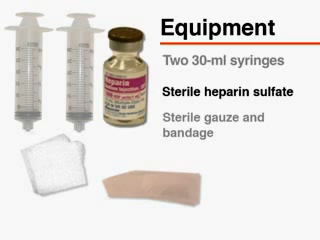 Equipment
Two 30-ml syringes
Sterile heparin sulfate
Sterile gauze and
bandage
Heparin